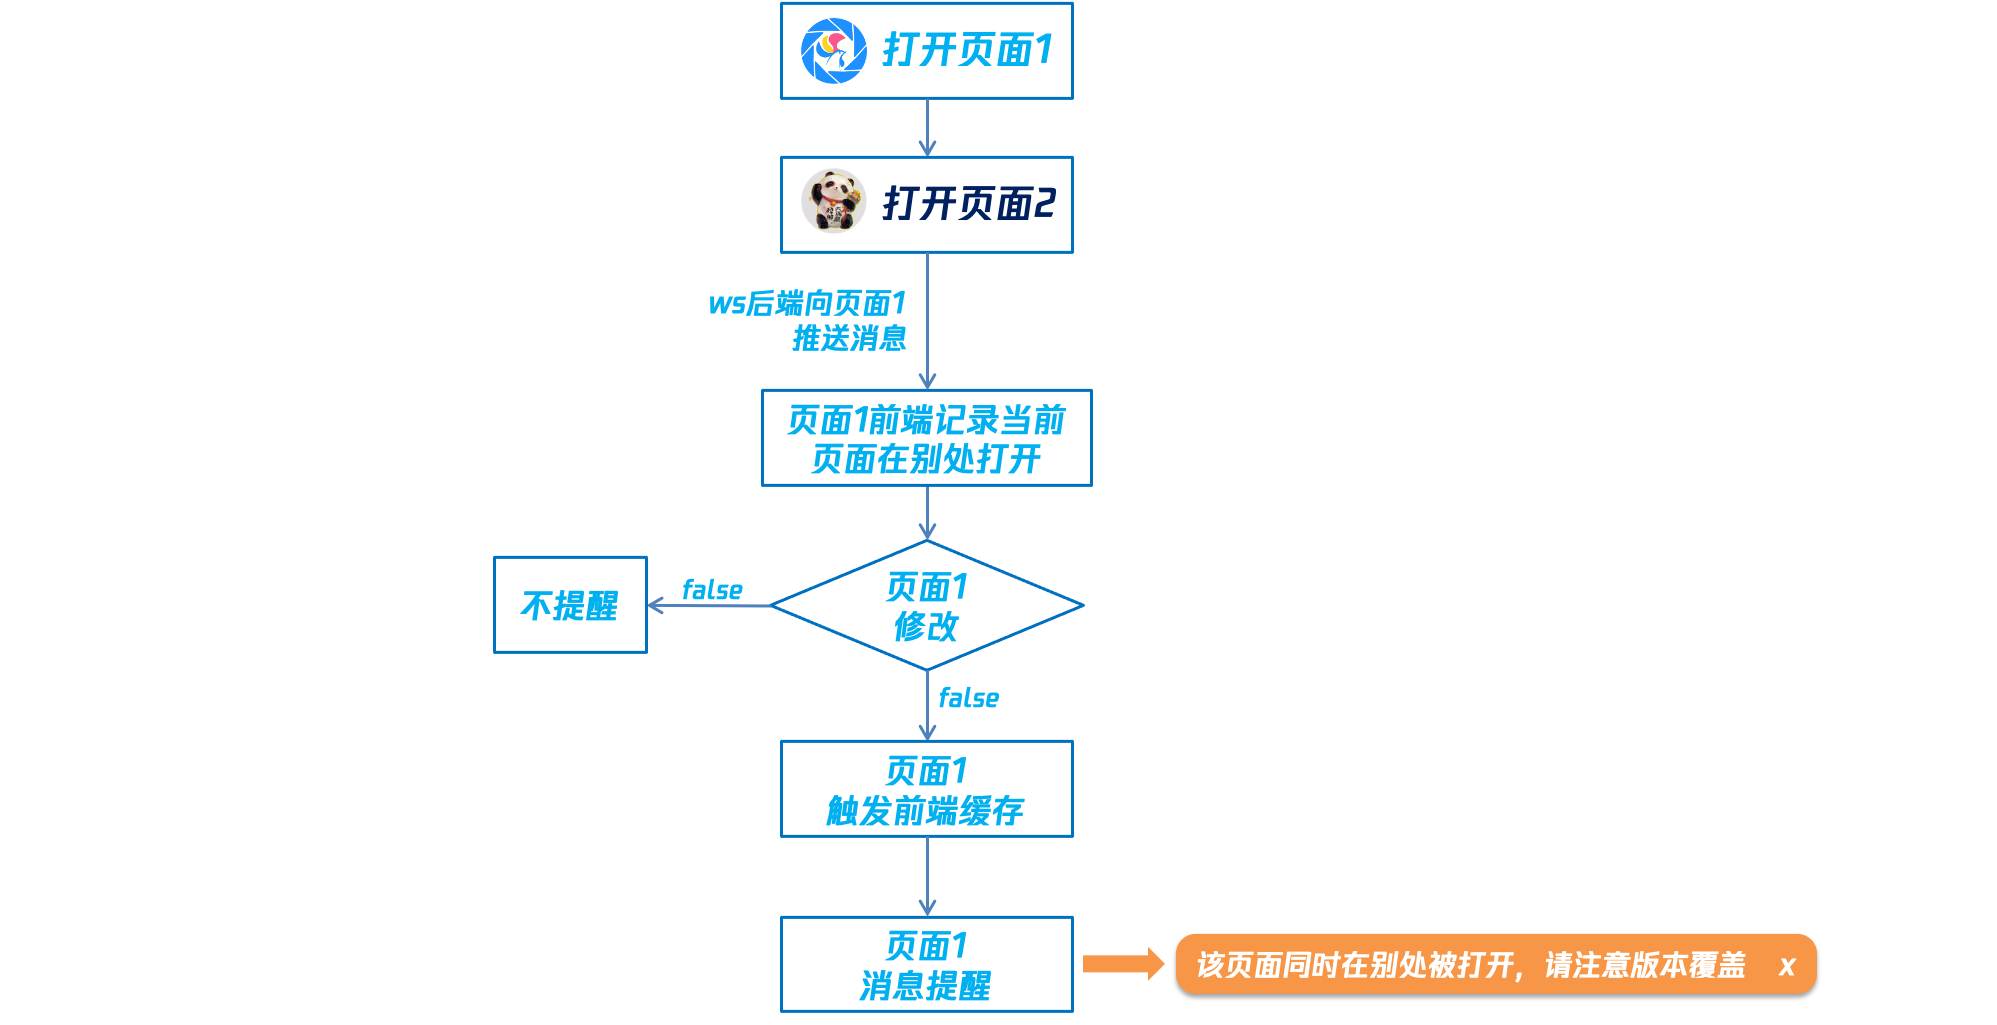 打开页面1
打开页面2
ws后端向页面1
推送消息
页面1前端记录当前
页面在别处打开
页面1
修改
false
不提醒
false
页面1
触发前端缓存
页面1
消息提醒
该页面同时在别处被打开，请注意版本覆盖 x